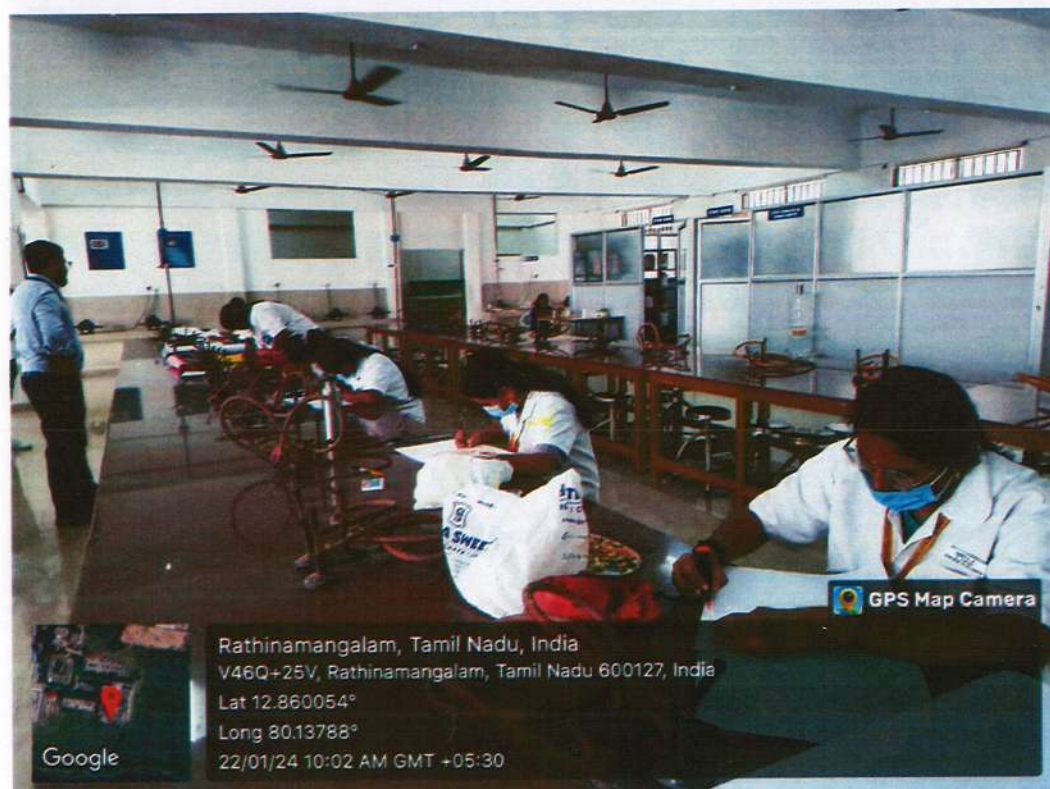 A SWEE
GPS Map Camera
Rathinamangalam, Tamil Nadu, India
V46Q+25V, Rathinamangalam, Tamil Nadu 600127, India
Lat 12.860054°
Long 80.13788°
22/01/24 10:02 AM GMT +05:30
Google